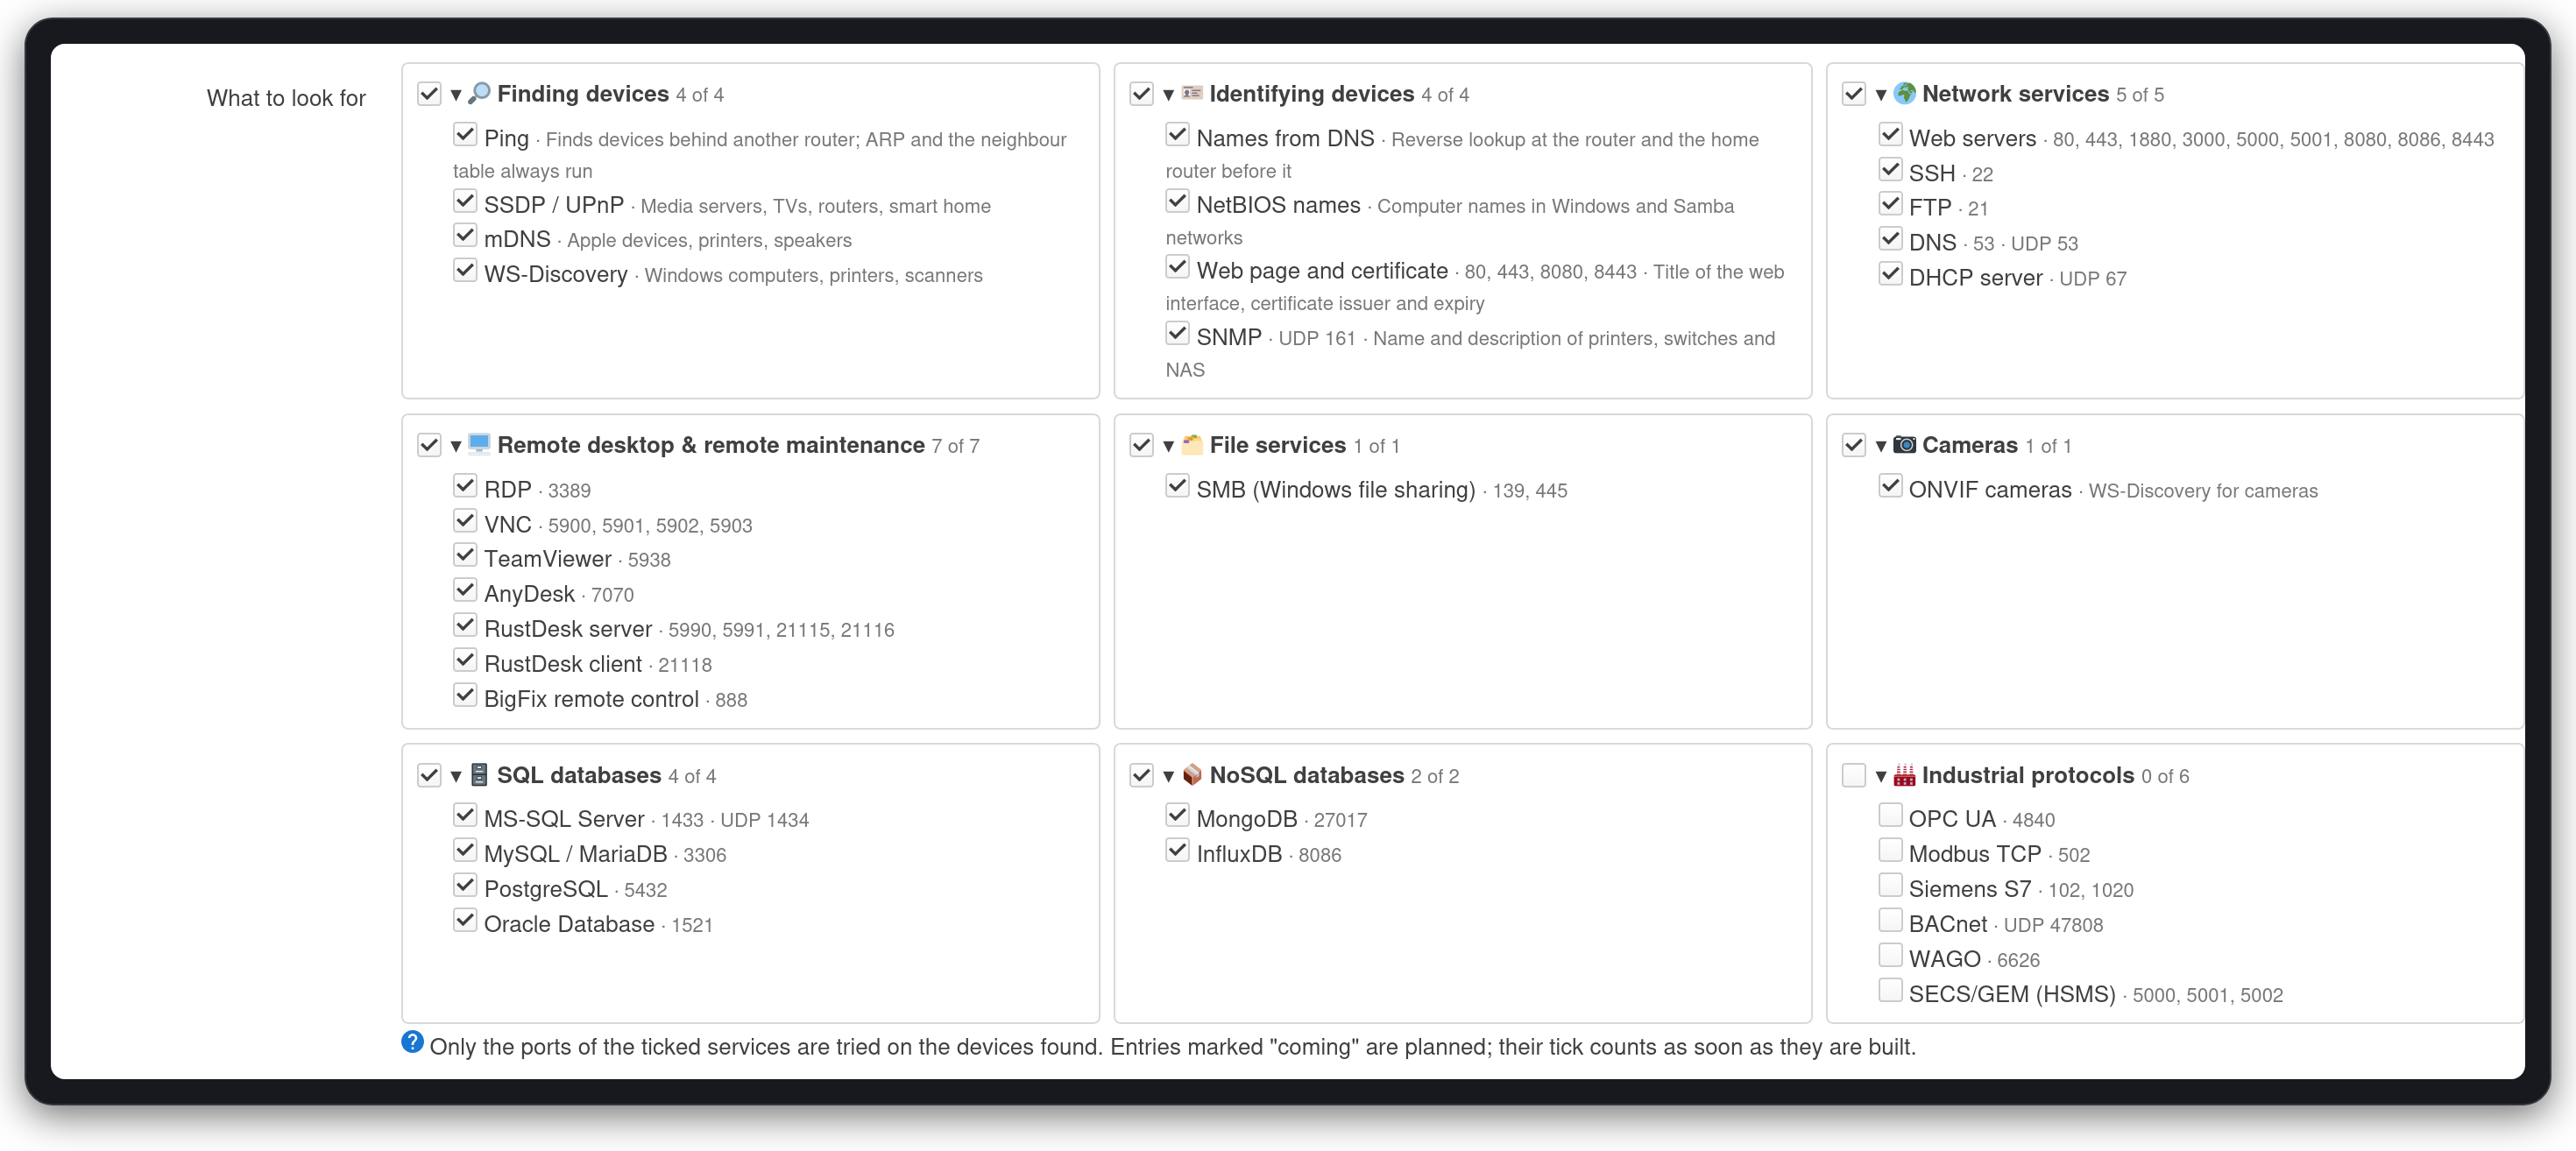 What to look for
Finding devices 4 of 4
Ping · Finds devices behind another router; ARP and the neighbour
table always run
SSDP / UPnP · Media servers, TVs, routers, smart home
mDNS · Apple devices, printers, speakers
WS-Discovery · Windows computers, printers, scanners
Identifying devices 4 of 4
Names from DNS · Reverse lookup at the router and the home
router before it
NetBIOS names · Computer names in Windows and Samba
networks
Web page and certificate · 80, 443, 8080, 8443 · Title of the web
interface, certificate issuer and expiry
SNMP · UDP 161 · Name and description of printers, switches and
NAS
Network services 5 of 5
Web servers · 80, 443, 1880, 3000, 5000, 5001, 8080, 8086, 8443
SSH · 22
FTP · 21
DNS · 53 · UDP 53
DHCP server · UDP 67
Remote desktop & remote maintenance 7 of 7
RDP · 3389
VNC · 5900, 5901, 5902, 5903
TeamViewer · 5938
AnyDesk · 7070
RustDesk server · 5990, 5991, 21115, 21116
RustDesk client · 21118
BigFix remote control · 888
File services 1 of 1
SMB (Windows file sharing) · 139, 445
Cameras 1 of 1
ONVIF cameras · WS-Discovery for cameras
SQL databases 4 of 4
MS-SQL Server · 1433 · UDP 1434
MySQL / MariaDB · 3306
PostgreSQL · 5432
Oracle Database · 1521
NoSQL databases 2 of 2
MongoDB · 27017
InfluxDB · 8086
Industrial protocols 0 of 6
OPC UA · 4840
Modbus TCP · 502
Siemens S7 · 102, 1020
BACnet · UDP 47808
WAGO · 6626
SECS/GEM (HSMS) · 5000, 5001, 5002
Only the ports of the ticked services are tried on the devices found. Entries marked "coming" are planned; their tick counts as soon as they are built.